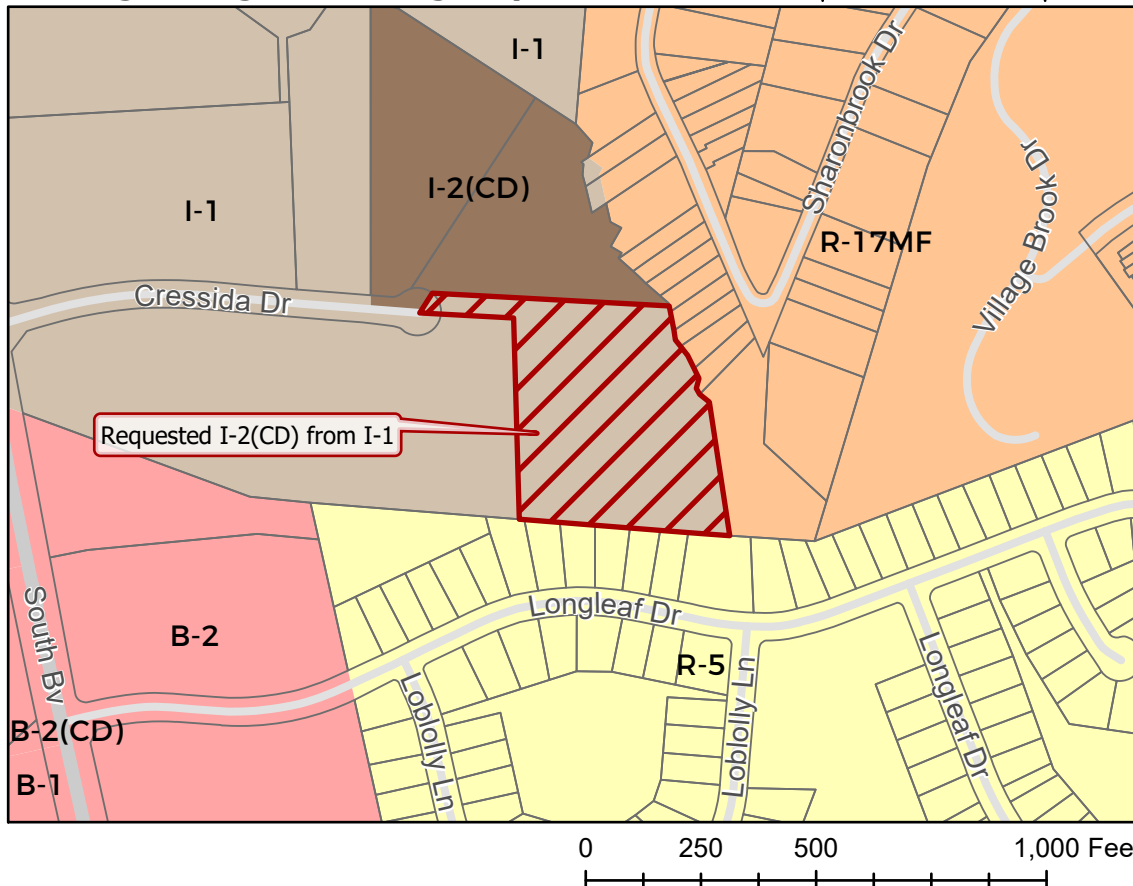 I-1
I-2(CD)
I-1
Sharonbrook Dr
Village Brook Dr
R-17MF
Cressida Dr
Requested I-2(CD) from I-1
South Bv
B-2
Longleaf Dr
R-5
Loblolly Ln
Loblolly Ln
Longleaf Dr
B-2(CD)
B-1
0 250 500 1,000 Fee